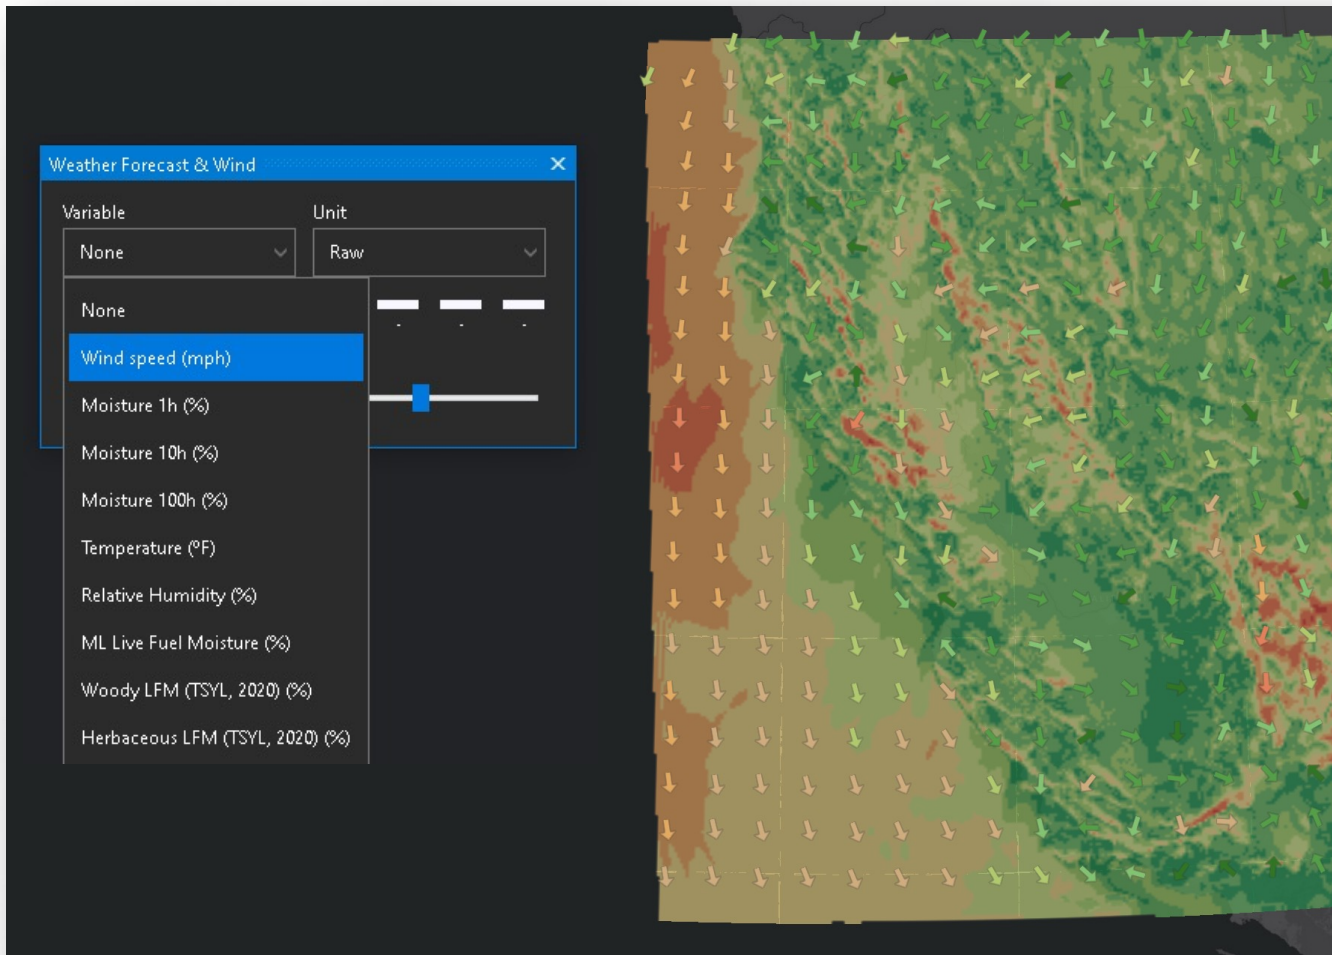 Weather Forecast & Wind
Variable Unit
None Raw
None
Wind speed (mph)
Moisture 1h (%)
Moisture 10h (%)
Moisture 100h (%)
Temperature (ºF)
Relative Humidity (%)
ML Live Fuel Moisture (%)
Woody LFM (TSYL, 2020) (%)
Herbaceous LFM (TSYL, 2020) (%)